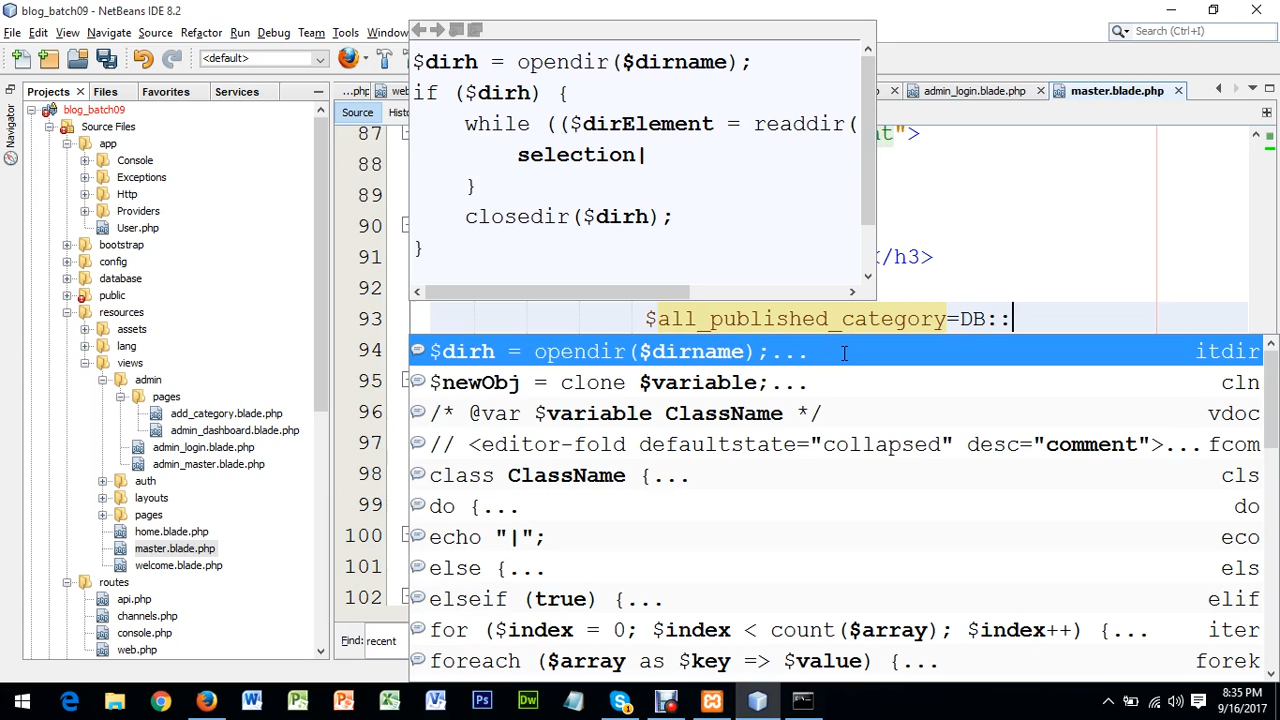 blog_batch09 - NetBeans IDE 8.2
File Edit View Navigate Source Refactor Run Debug Team Tools Window
Search (Ctrl+I)
<default>
Projects Files Favorites Services
...php
admin_login.blade.php
master.blade.php
Navigator
Source
blog_batch09
Source Files
app
Console
Exceptions
Http
Providers
User.php
bootstrap
config
database
public
resources
assets
lang
views
admin
pages
add_category.blade.php
admin_dashboard.blade.php
admin_login.blade.php
admin_master.blade.php
auth
layouts
pages
home.blade.php
master.blade.php
welcome.blade.php
routes
api.php
channels.php
console.php
web.php
$dirh = opendir($dirname);
if ($dirh) {
while (($dirElement = readdir(
selection|
}
closedir($dirh);
}
87
">
88
89
90
91 </h3>
92
93 $all_published_category=DB::
94 $dirh = opendir($dirname);... itdir
95 $newObj = clone $variable;... cln
96 /* @var $variable ClassName */ vdoc
97 // <editor-fold defaultstate="collapsed" desc="comment">... fcom
98 class ClassName {... cls
99 do {... do
100 echo "|"; eco
101 else {... els
102 elseif (true) {... elif
for ($index = 0; $index < count($array); $index++) {... iter
Find: recent
foreach ($array as $key => $value) {... forek
8:35 PM
9/16/2017